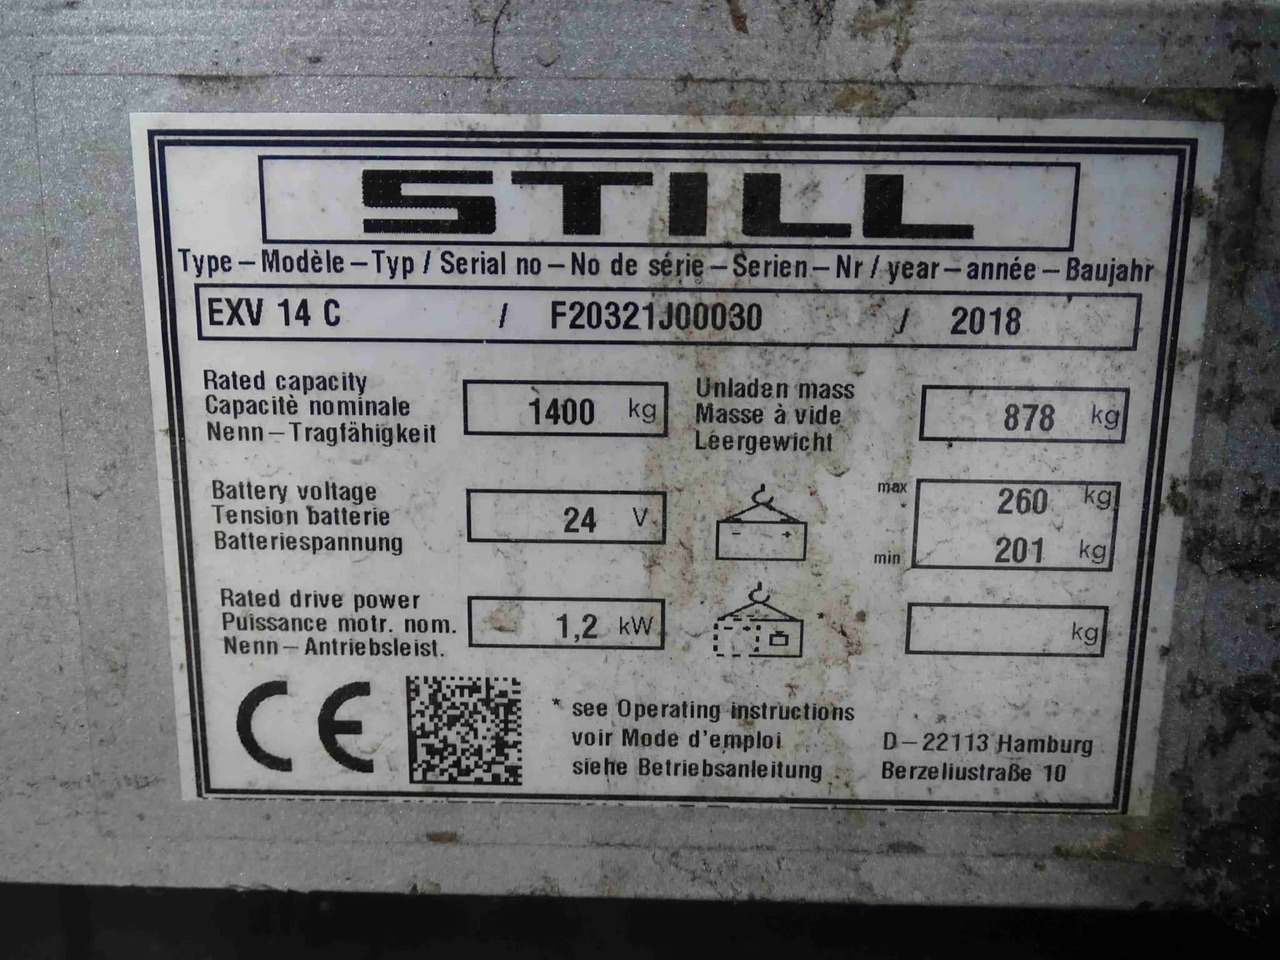 STILL
Type – Modèle – Typ / Serial no – No de série – Serien – Nr / year – année – Baujahr
EXV 14 C / F20321J00030 / 2018
Rated capacity
Capacitè nominale
Nenn – Tragfähigkeit
1400 kg
Unladen mass
Masse à vide
Leergewicht
878 kg
Battery voltage
Tension batterie
Batteriespannung
24 V
- +
max 260 kg
*
min 201 kg
Rated drive power
Puissance motr. nom.
Nenn – Antriebsleist.
1,2 kW
*
kg
CE
* see Operating instructions
voir Mode d'emploi
siehe Betriebsanleitung
D – 22113 Hamburg
Berzeliustraße 10